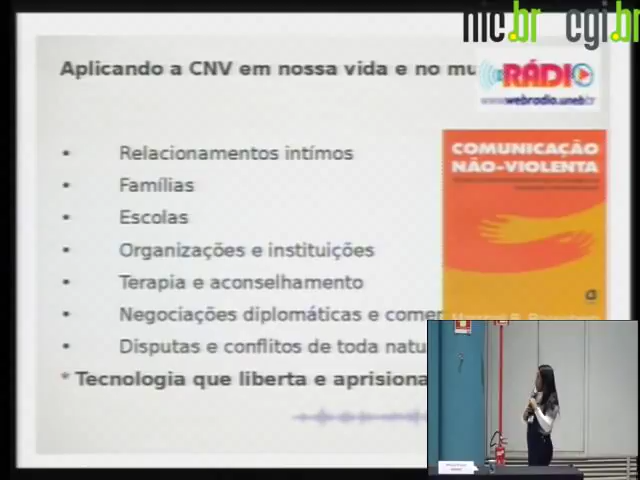 nic.br cgi.br
Aplicando a CNV em nossa vida e no mu
RÁDIO
www.webradio.uneb.br
COMUNICAÇÃO
NÃO-VIOLENTA
• Relacionamentos intímos
• Famílias
• Escolas
• Organizações e instituições
• Terapia e aconselhamento
• Negociações diplomáticas e comer
• Disputas e conflitos de toda natu
* Tecnologia que liberta e aprisiona